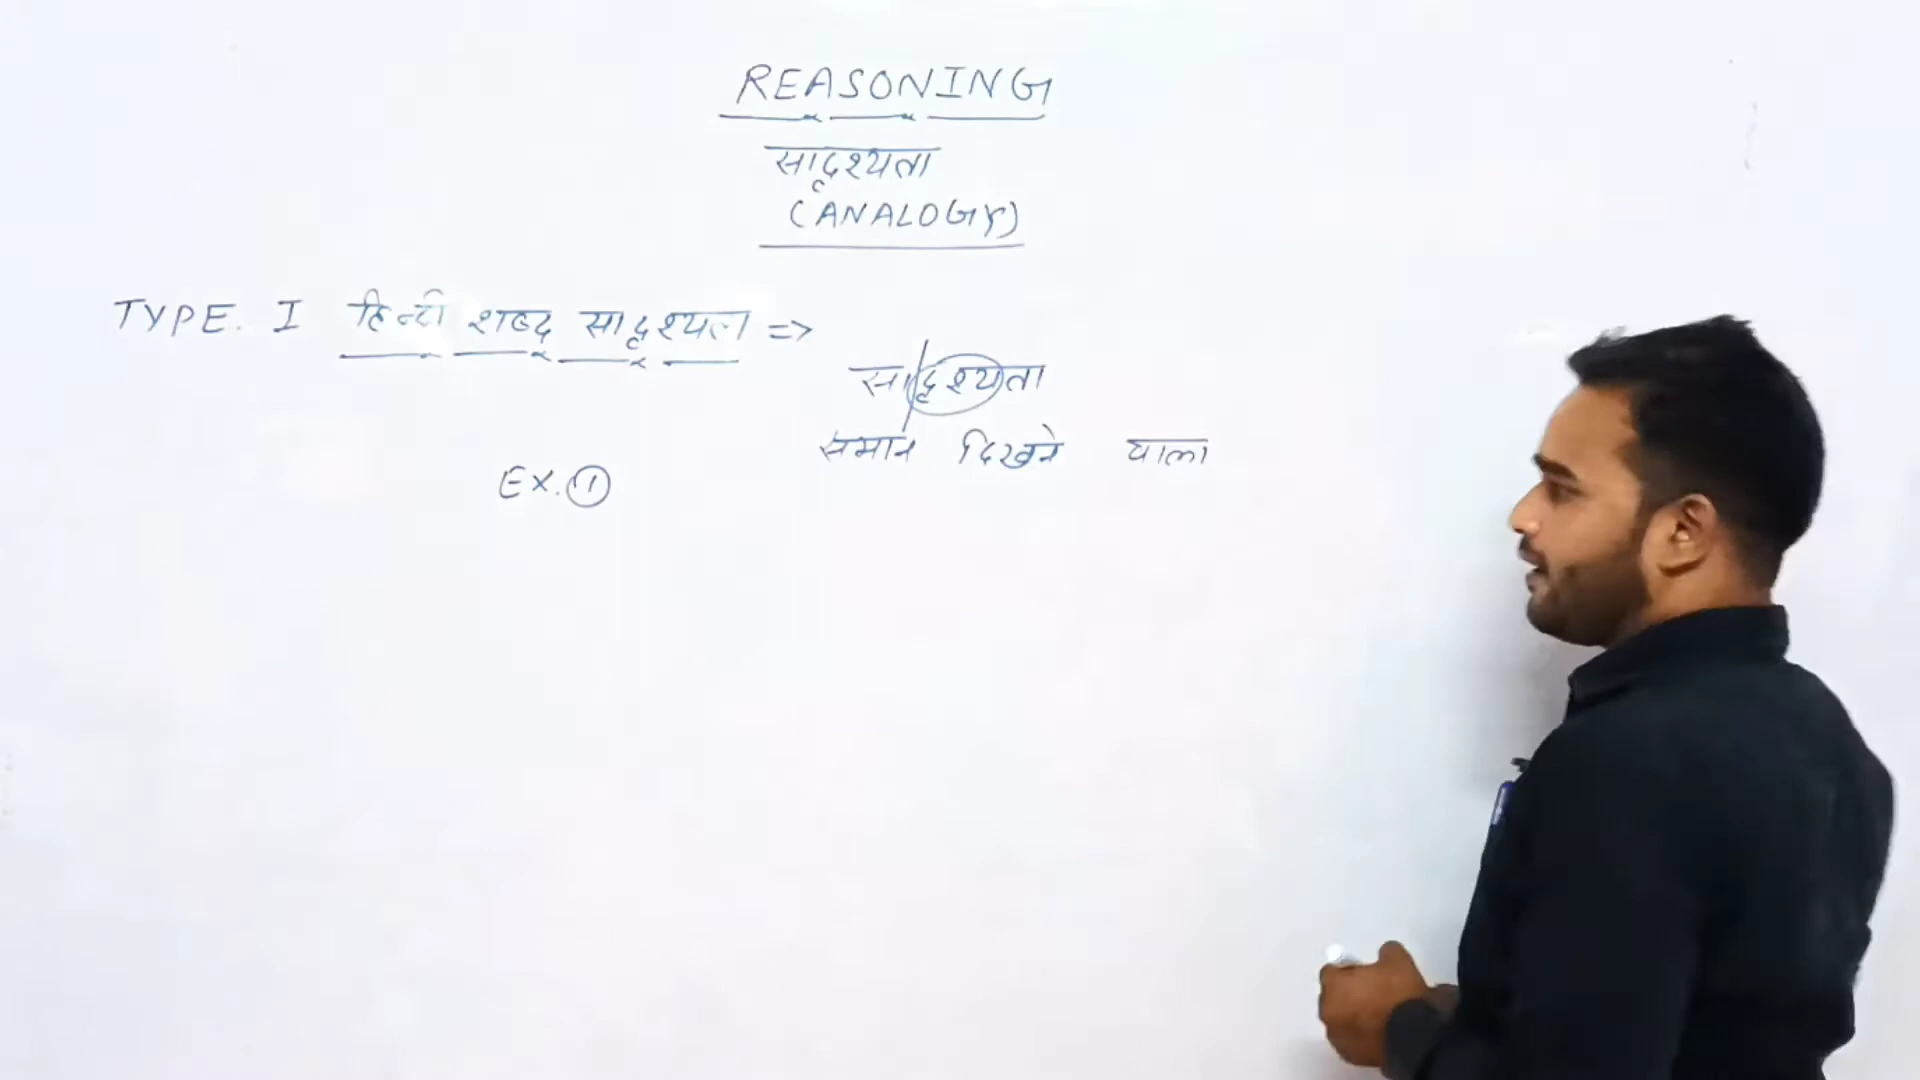 REASONING
सादृश्यता
(ANALOGY)
TYPE. I हिन्दी शब्द सादृश्यता =>
सादृश्यता
समान दिखने वाला
EX. ①